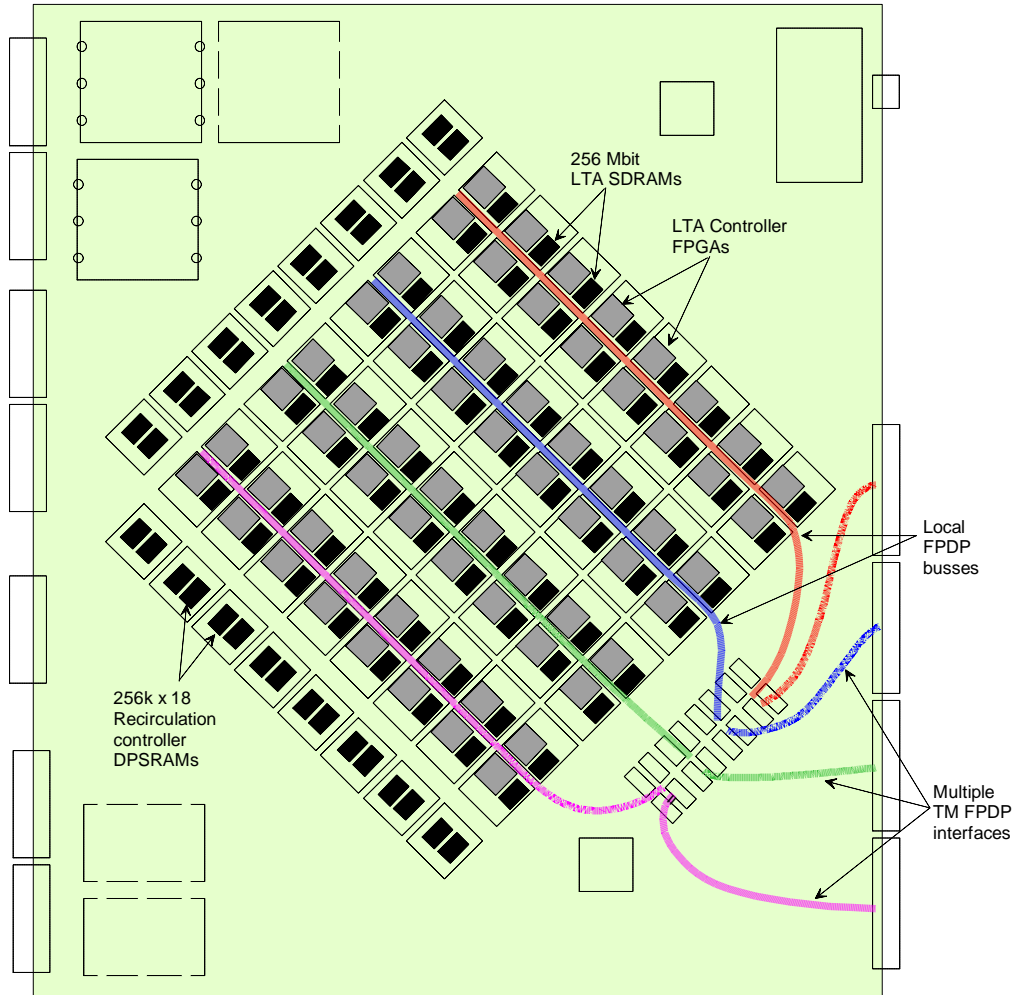 256 Mbit
LTA SDRAMs
LTA Controller
FPGAs
Local
FPDP
busses
256k x 18
Recirculation
controller
DPSRAMs
Multiple
TM FPDP
interfaces